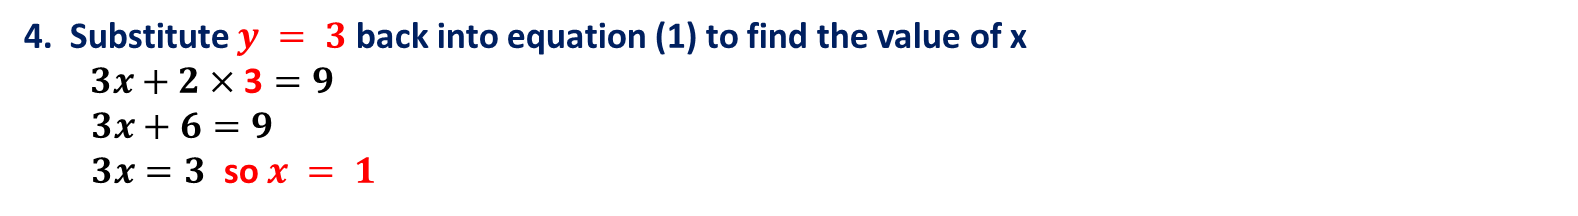 4. Substitute y = 3 back into equation (1) to find the value of x
3x + 2 × 3 = 9
3x + 6 = 9
3x = 3 so x = 1